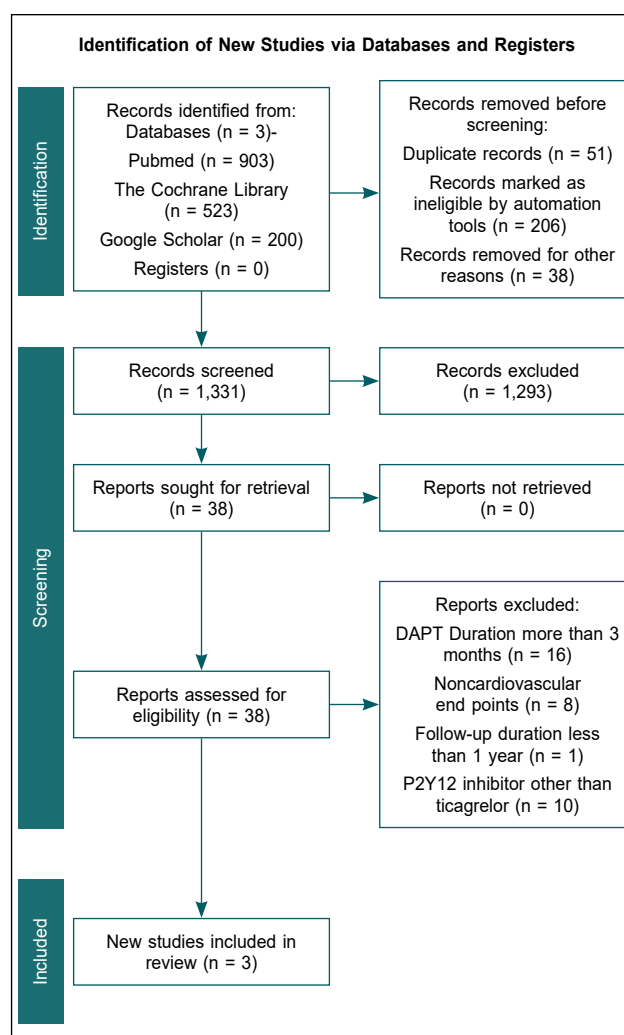 Identification of New Studies via Databases and Registers
Identification
Records identified from:
Databases (n = 3)-
Pubmed (n = 903)
The Cochrane Library
(n = 523)
Google Scholar (n = 200)
Registers (n = 0)
Records removed before
screening:
Duplicate records (n = 51)
Records marked as
ineligible by automation
tools (n = 206)
Records removed for other
reasons (n = 38)
Screening
Records screened
(n = 1,331)
Records excluded
(n = 1,293)
Reports sought for retrieval
(n = 38)
Reports not retrieved
(n = 0)
Reports assessed for
eligibility (n = 38)
Reports excluded:
DAPT Duration more than 3
months (n = 16)
Noncardiovascular
end points (n = 8)
Follow-up duration less
than 1 year (n = 1)
P2Y12 inhibitor other than
ticagrelor (n = 10)
Included
New studies included in
review (n = 3)